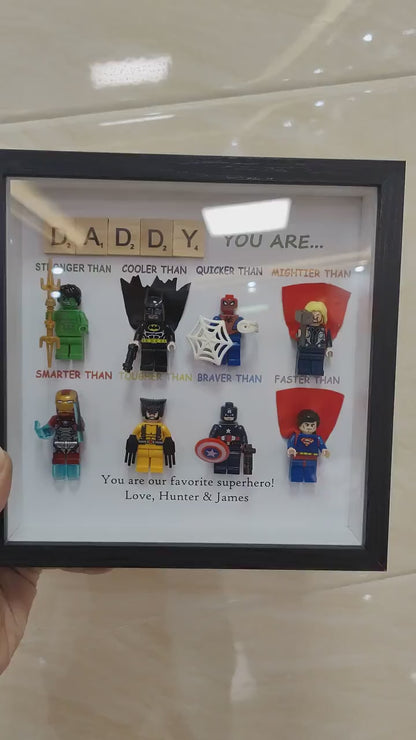 DADDY YOU ARE...
STRONGER THAN COOLER THAN QUICKER THAN MIGHTIER THAN
SMARTER THAN TOUGHER THAN BRAVER THAN FASTER THAN
You are our favorite superhero!
Love, Hunter & James